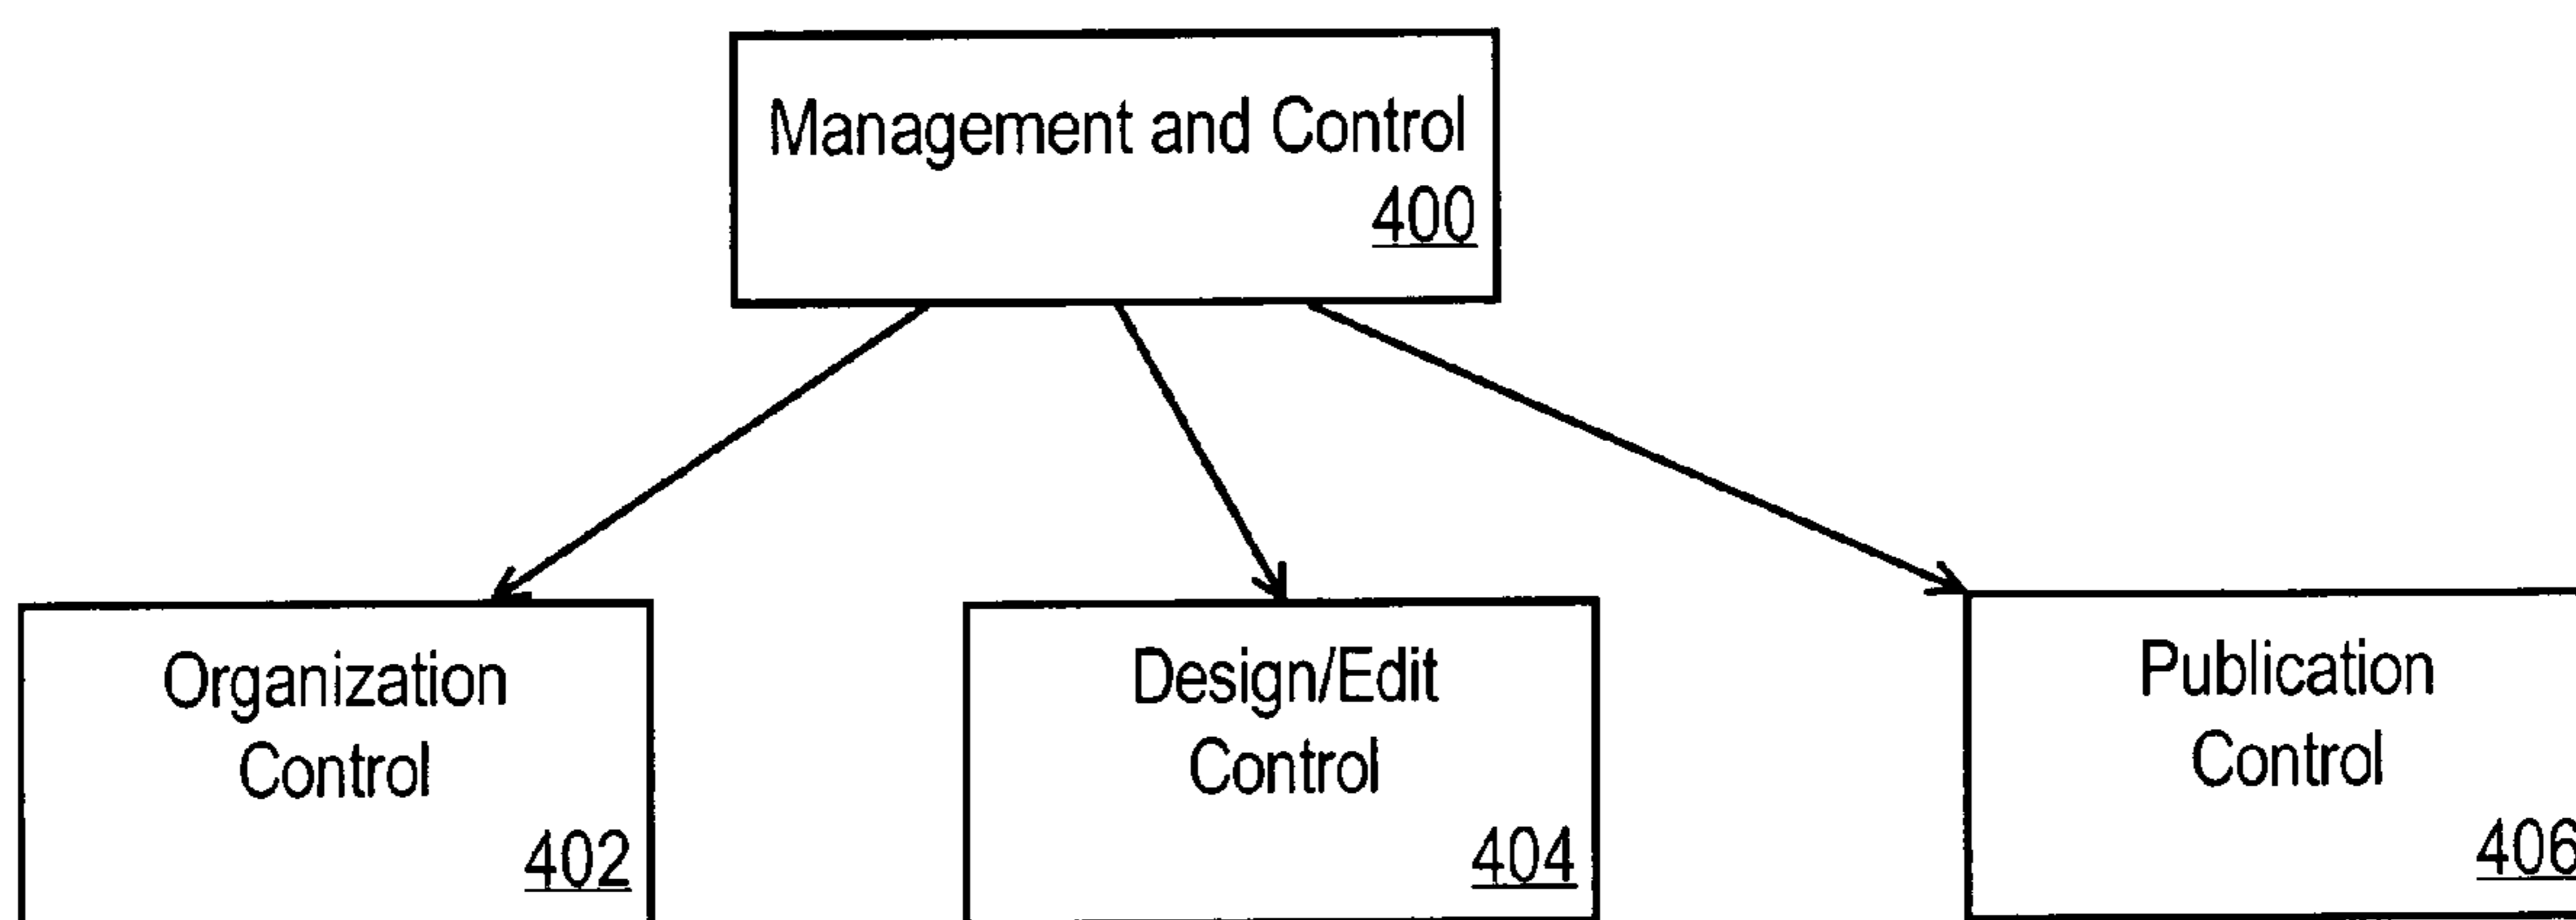 Management and Control
400
Organization
Control
402
Design/Edit
Control
404
Publication
Control
406